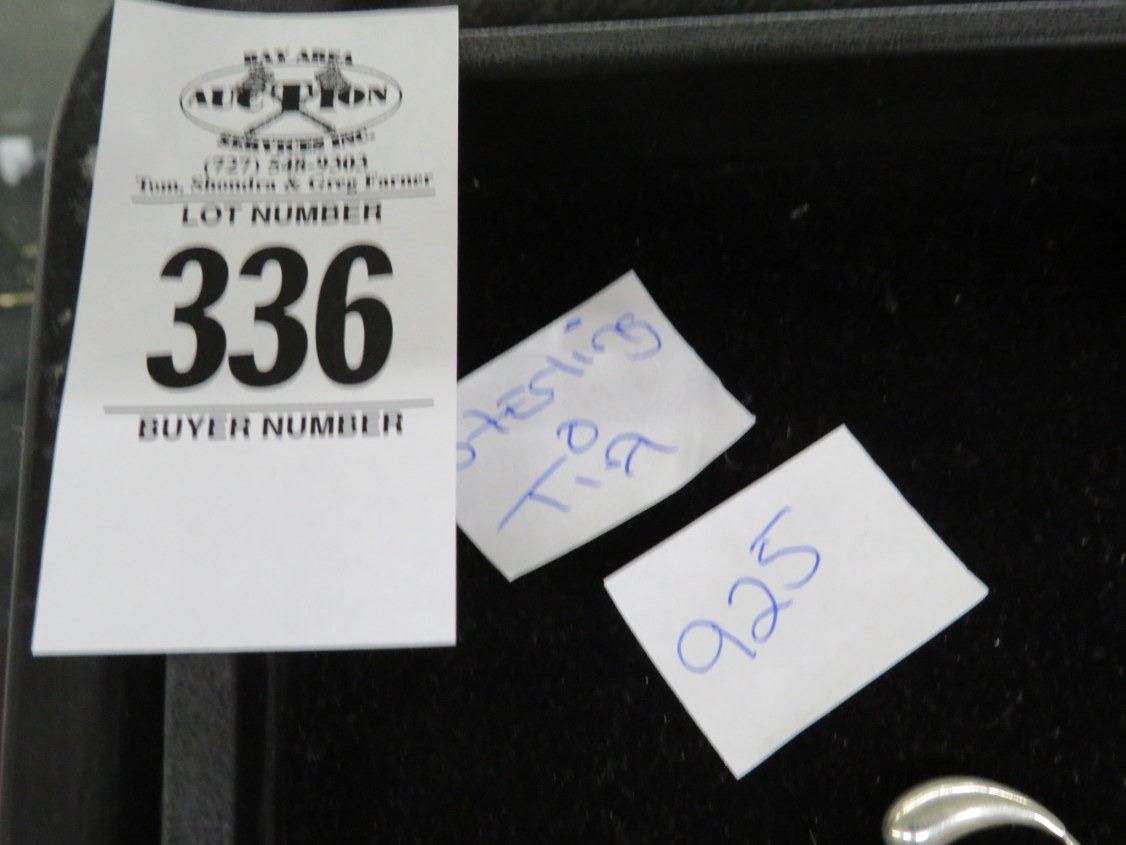 BAY AREA
AUCTION
SERVICES INC.
(727) 548-9303
Tom, Shondra & Greg Farner
LOT NUMBER
336
BUYER NUMBER
sterling
925